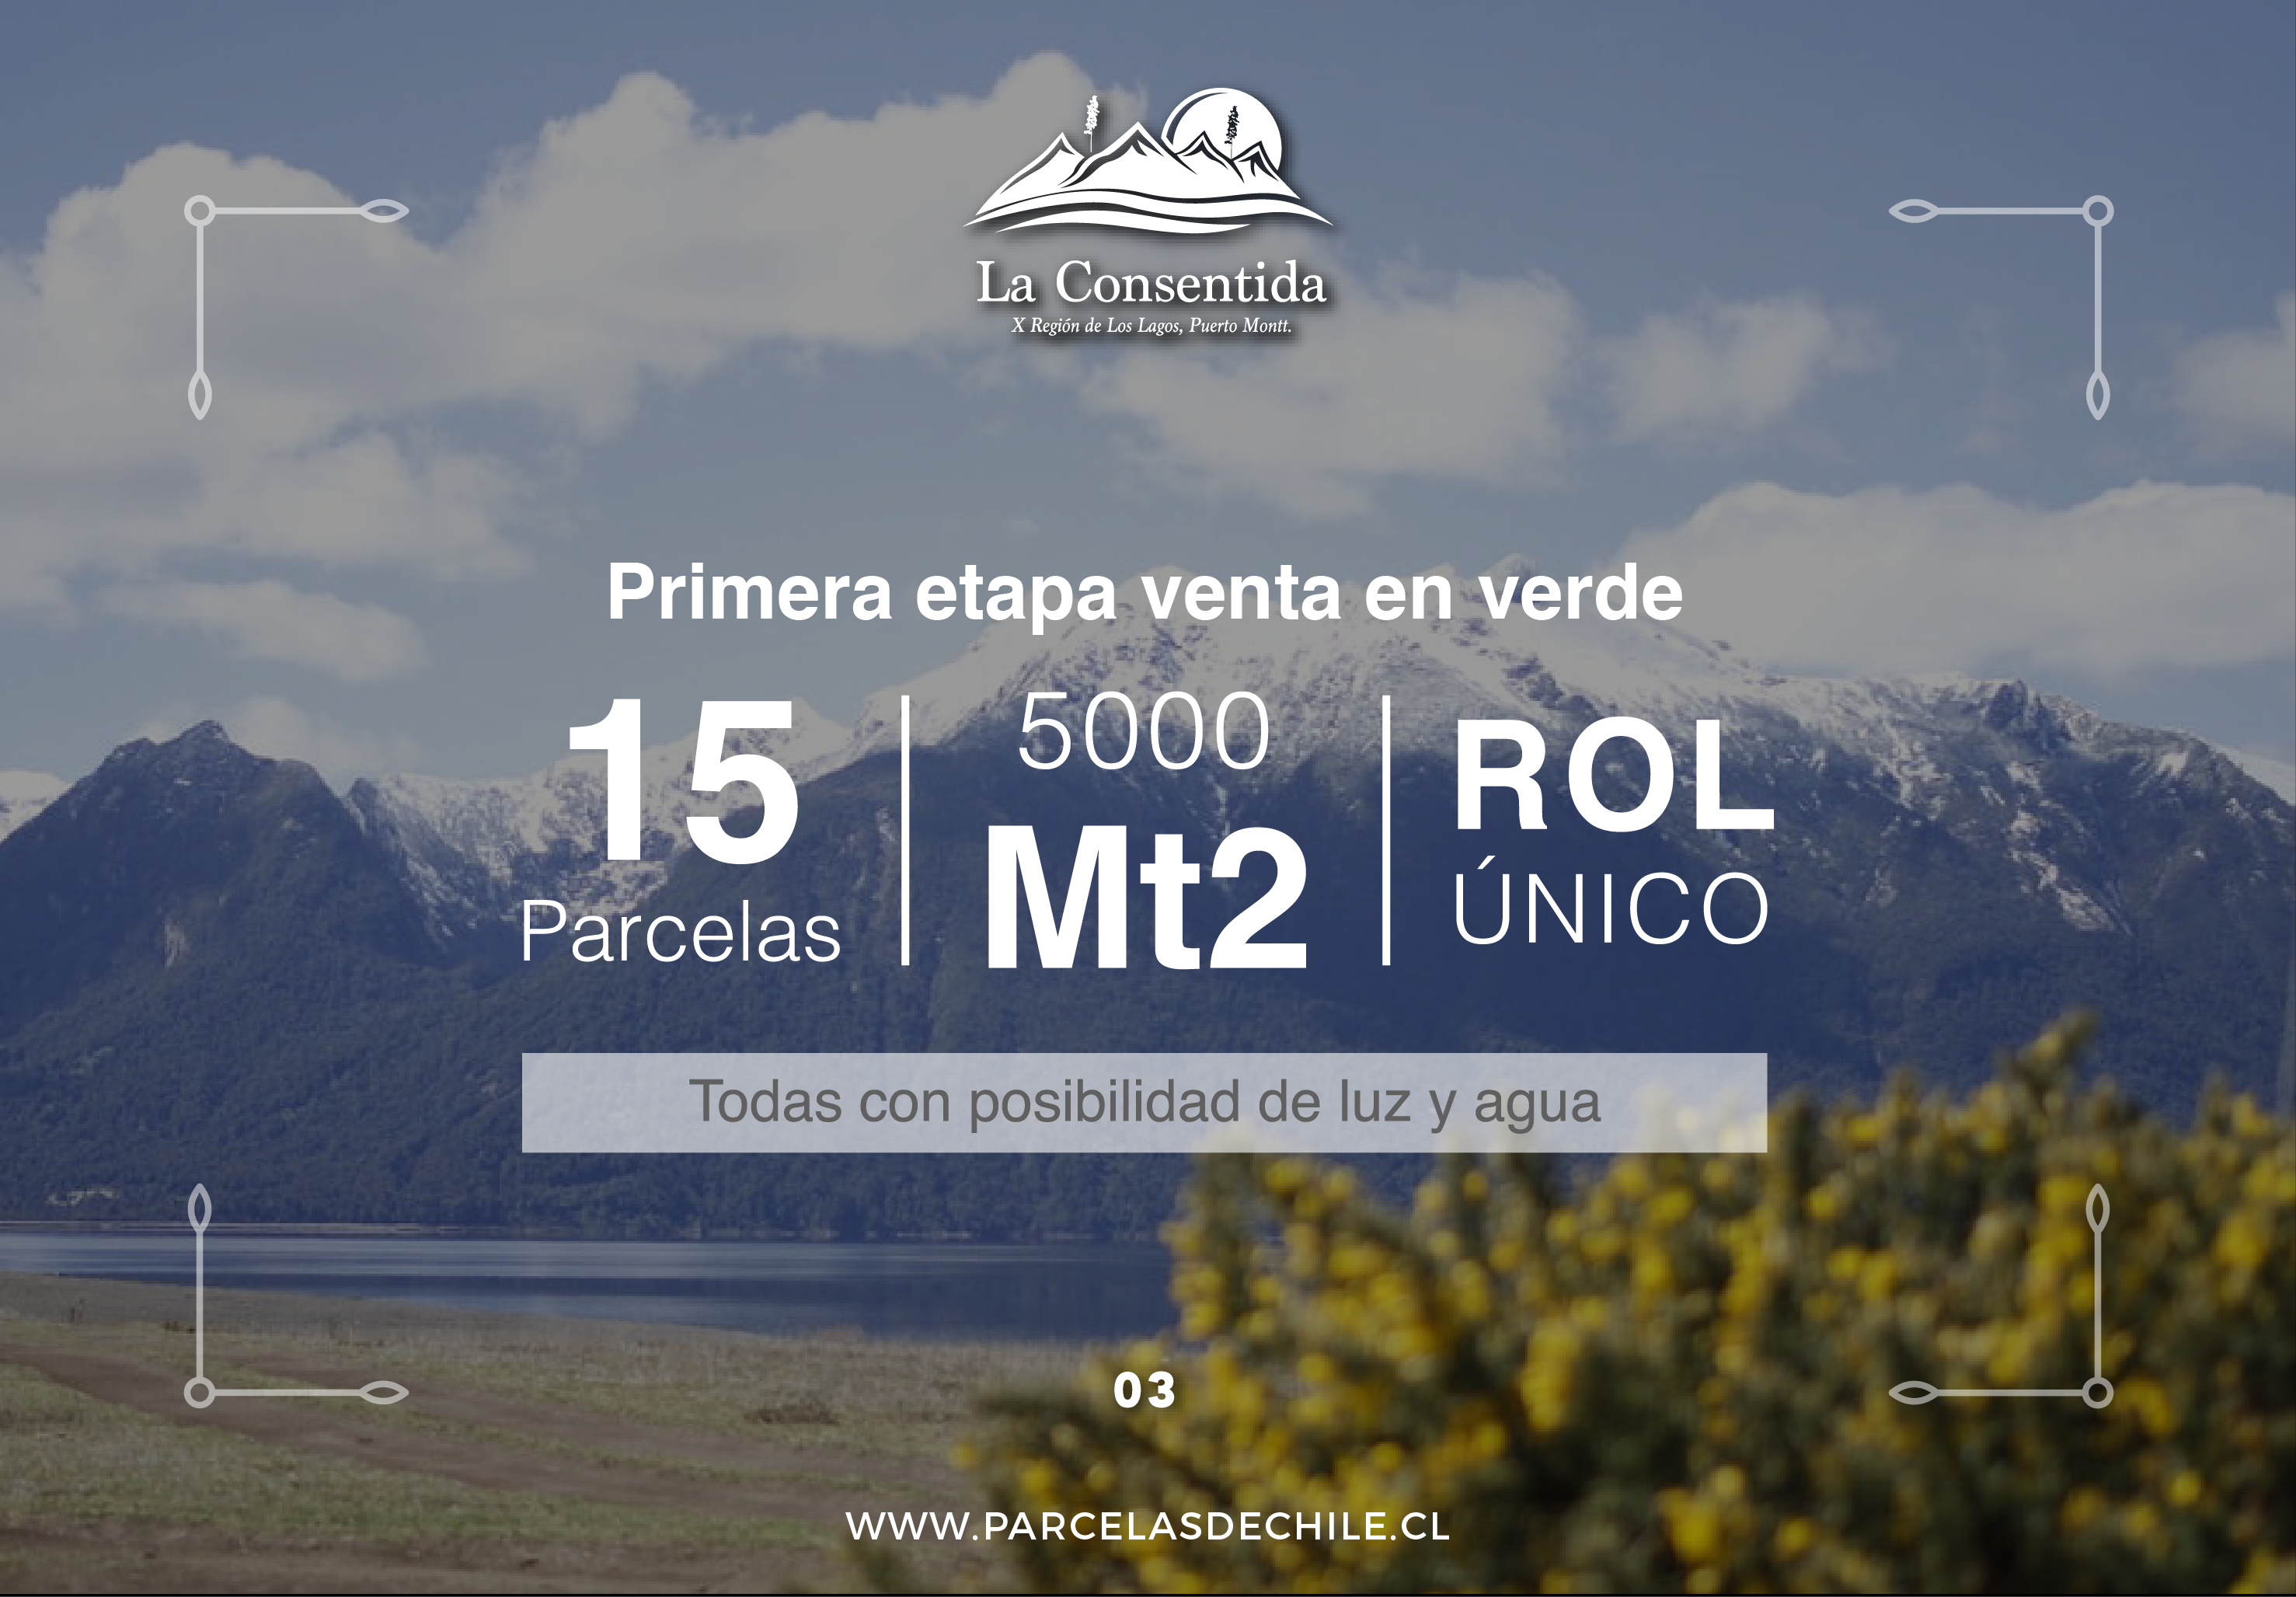 La Consentida
X Región de Los Lagos, Puerto Montt.
Primera etapa venta en verde
15
Parcelas
5000
Mt2
ROL
ÚNICO
Todas con posibilidad de luz y agua
03
WWW.PARCELASDECHILE.CL